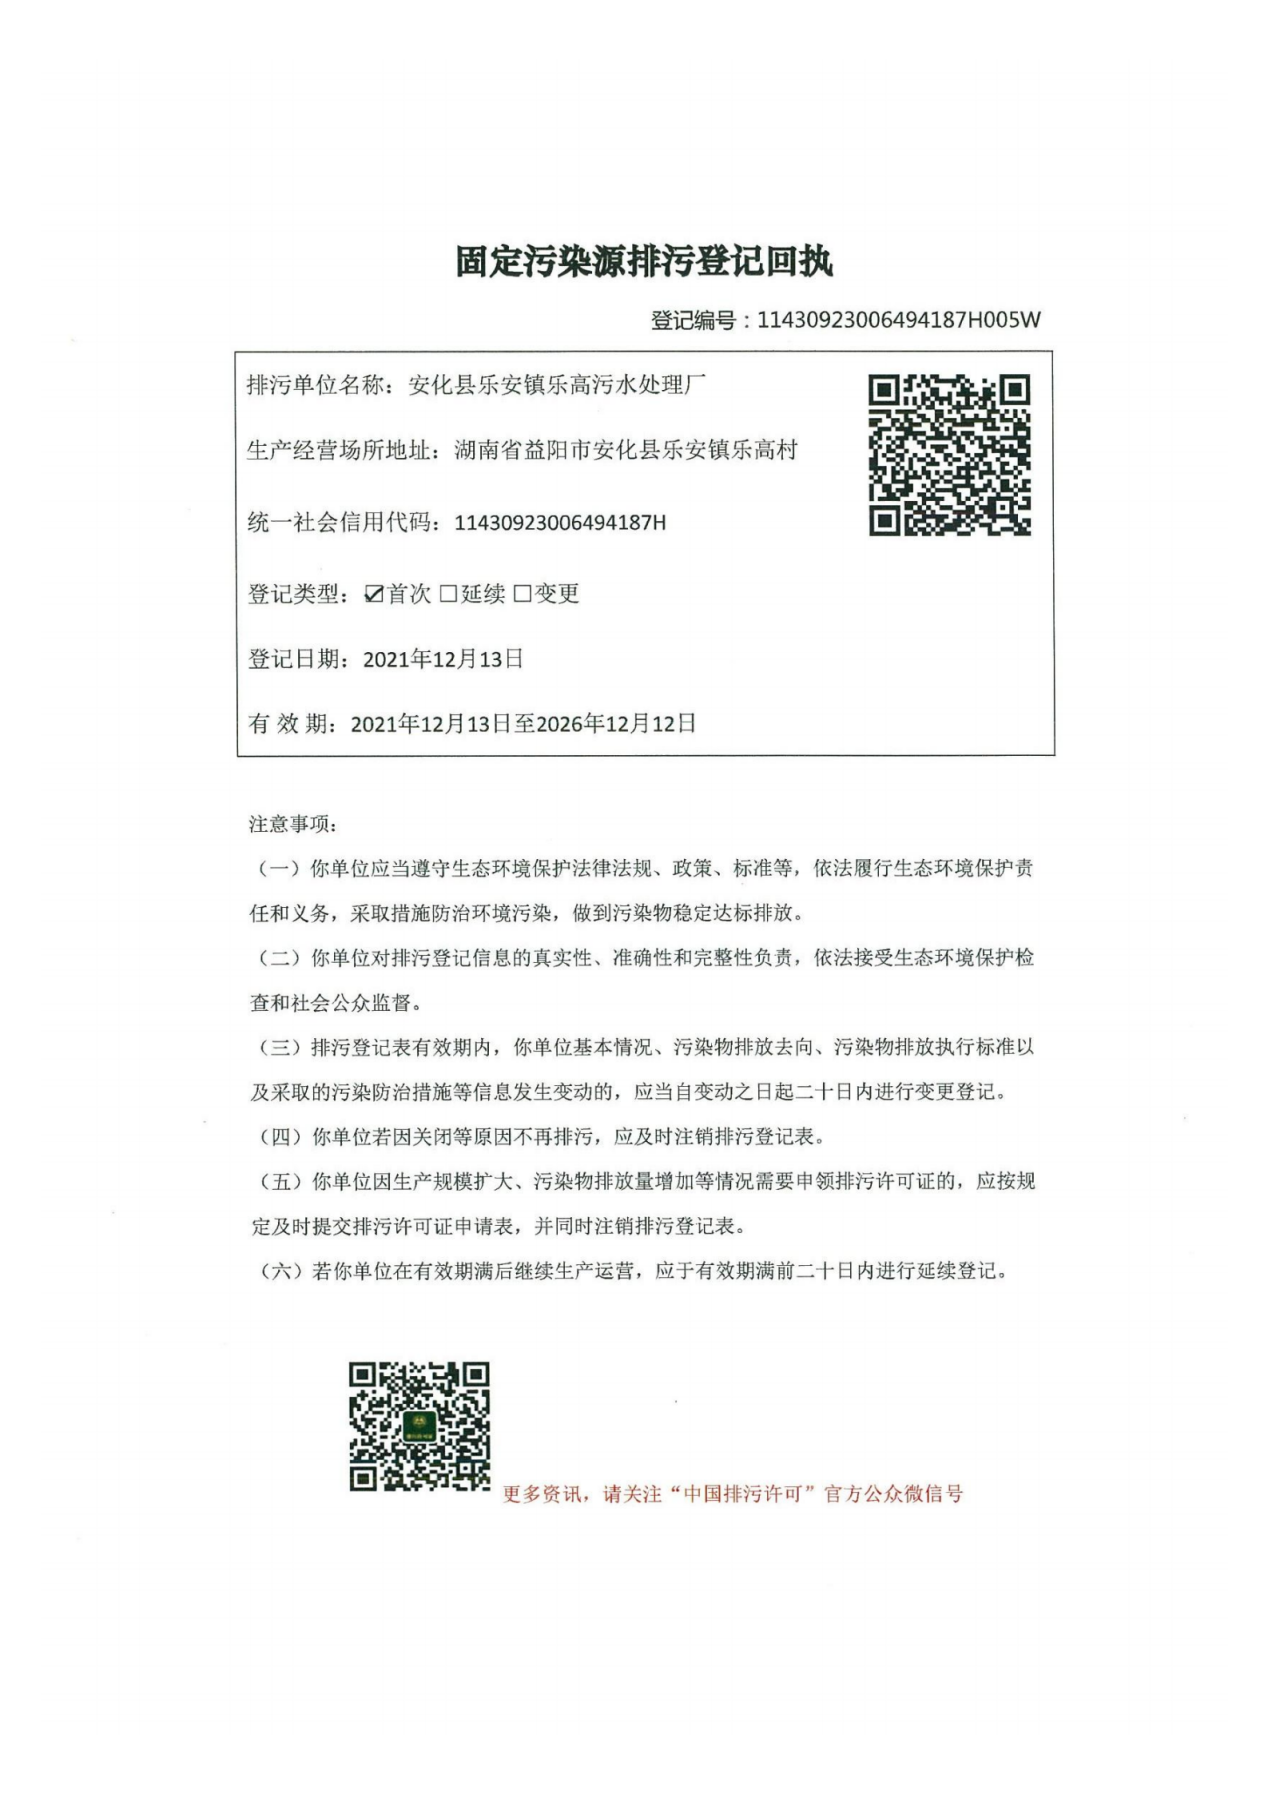 固定污染源排污登记回执
登记编号：11430923006494187H005W
排污单位名称：安化县乐安镇乐高污水处理厂
生产经营场所地址：湖南省益阳市安化县乐安镇乐高村
统一社会信用代码：11430923006494187H
登记类型：☑首次 □延续 □变更
登记日期：2021年12月13日
有 效 期：2021年12月13日至2026年12月12日
注意事项：
（一）你单位应当遵守生态环境保护法律法规、政策、标准等，依法履行生态环境保护责
任和义务，采取措施防治环境污染，做到污染物稳定达标排放。
（二）你单位对排污登记信息的真实性、准确性和完整性负责，依法接受生态环境保护检
查和社会公众监督。
（三）排污登记表有效期内，你单位基本情况、污染物排放去向、污染物排放执行标准以
及采取的污染防治措施等信息发生变动的，应当自变动之日起二十日内进行变更登记。
（四）你单位若因关闭等原因不再排污，应及时注销排污登记表。
（五）你单位因生产规模扩大、污染物排放量增加等情况需要申领排污许可证的，应按规
定及时提交排污许可证申请表，并同时注销排污登记表。
（六）若你单位在有效期满后继续生产运营，应于有效期满前二十日内进行延续登记。
更多资讯，请关注“中国排污许可”官方公众微信号